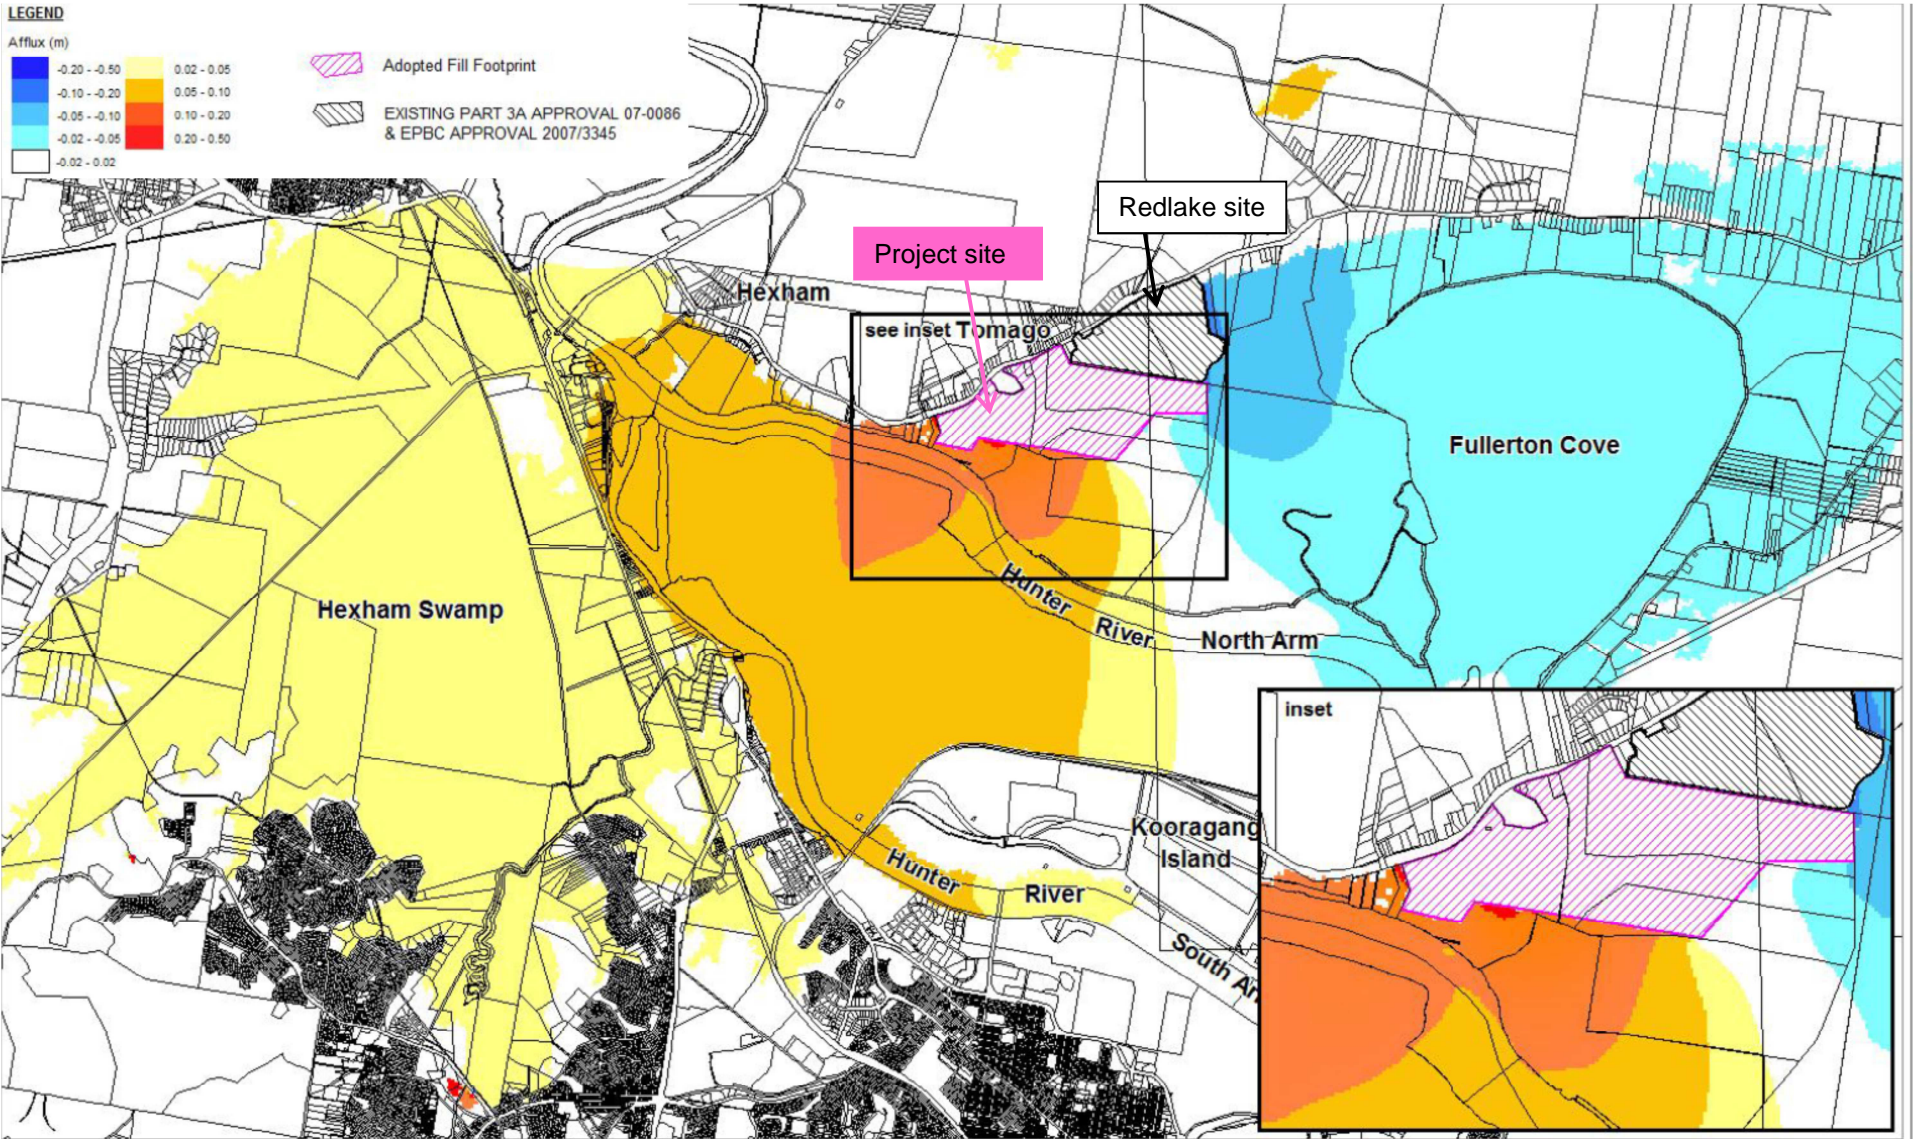 LEGEND
Afflux (m)
-0.20 - -0.50
0.02 - 0.05
-0.10 - -0.20
0.05 - 0.10
-0.05 - -0.10
0.10 - 0.20
-0.02 - -0.05
0.20 - 0.50
-0.02 - 0.02
Adopted Fill Footprint
EXISTING PART 3A APPROVAL 07-0086
& EPBC APPROVAL 2007/3345
Redlake site
Project site
Hexham
see inset Tomago
Fullerton Cove
Hexham Swamp
Hunter
River
North Arm
inset
Kooragang
Island
Hunter
River
South Ar